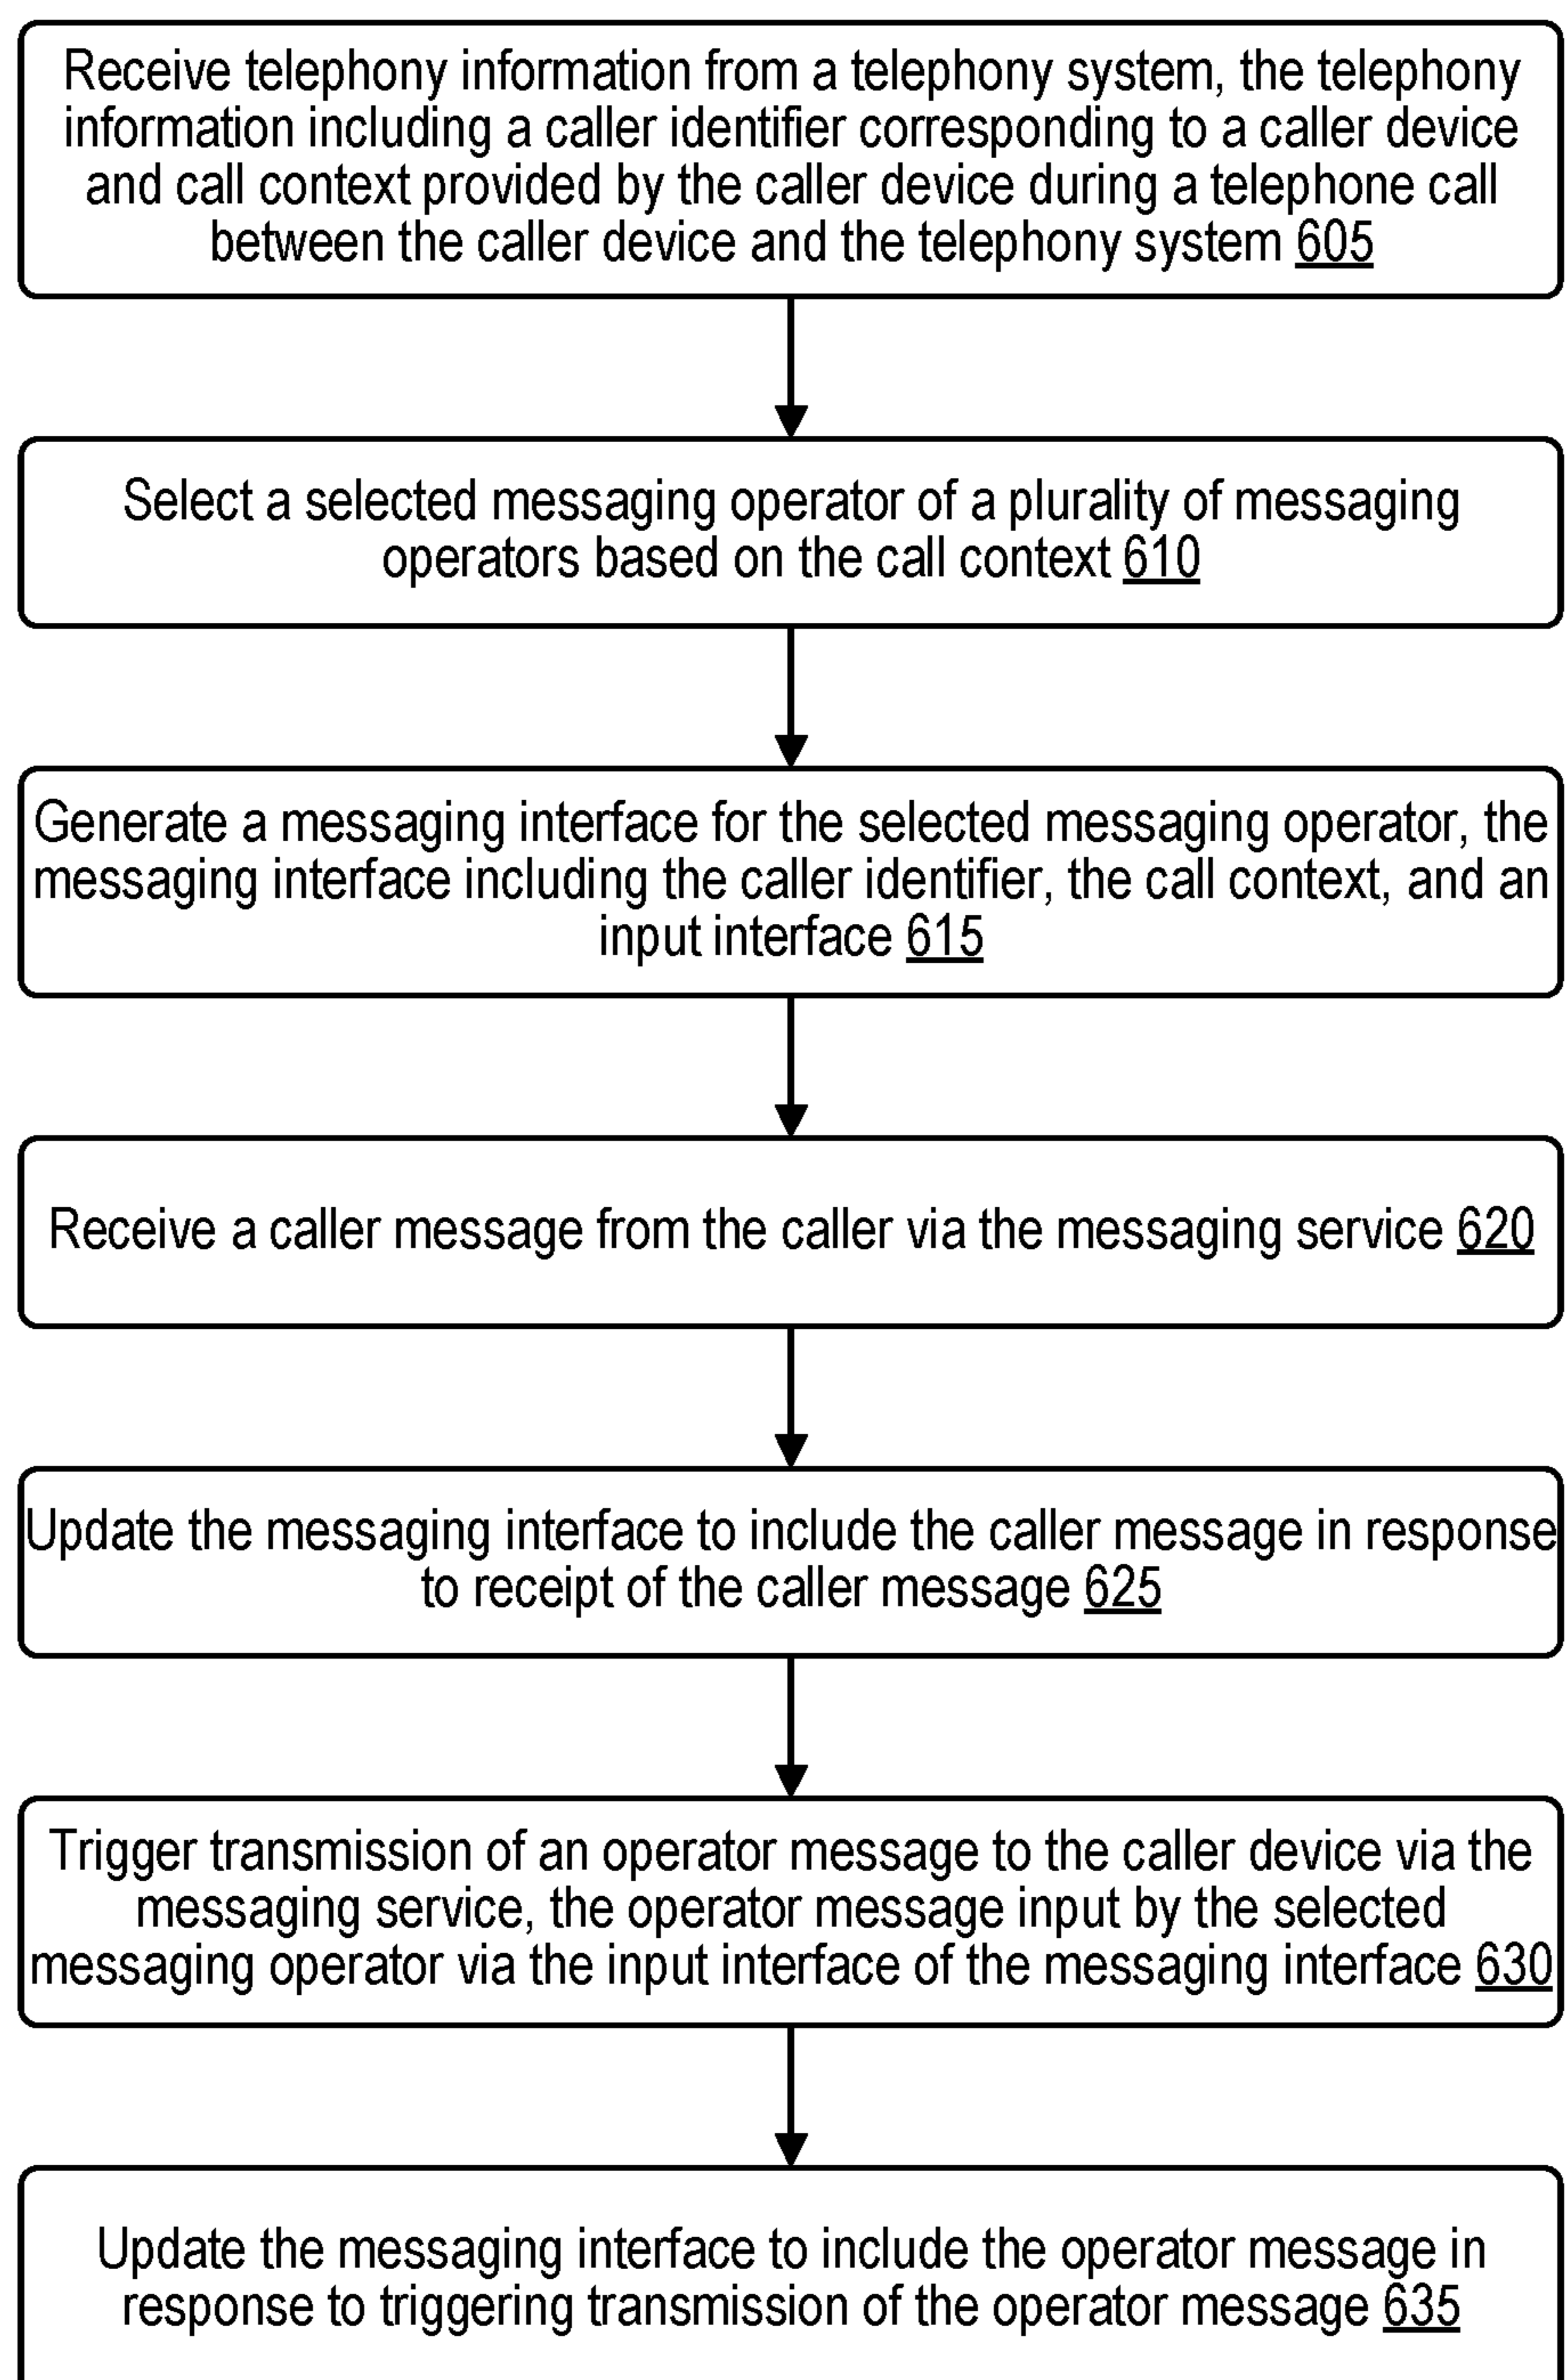 Receive telephony information from a telephony system, the telephony
information including a caller identifier corresponding to a caller device
and call context provided by the caller device during a telephone call
between the caller device and the telephony system 605
Select a selected messaging operator of a plurality of messaging
operators based on the call context 610
Generate a messaging interface for the selected messaging operator, the
messaging interface including the caller identifier, the call context, and an
input interface 615
Receive a caller message from the caller via the messaging service 620
Update the messaging interface to include the caller message in response
to receipt of the caller message 625
Trigger transmission of an operator message to the caller device via the
messaging service, the operator message input by the selected
messaging operator via the input interface of the messaging interface 630
Update the messaging interface to include the operator message in
response to triggering transmission of the operator message 635